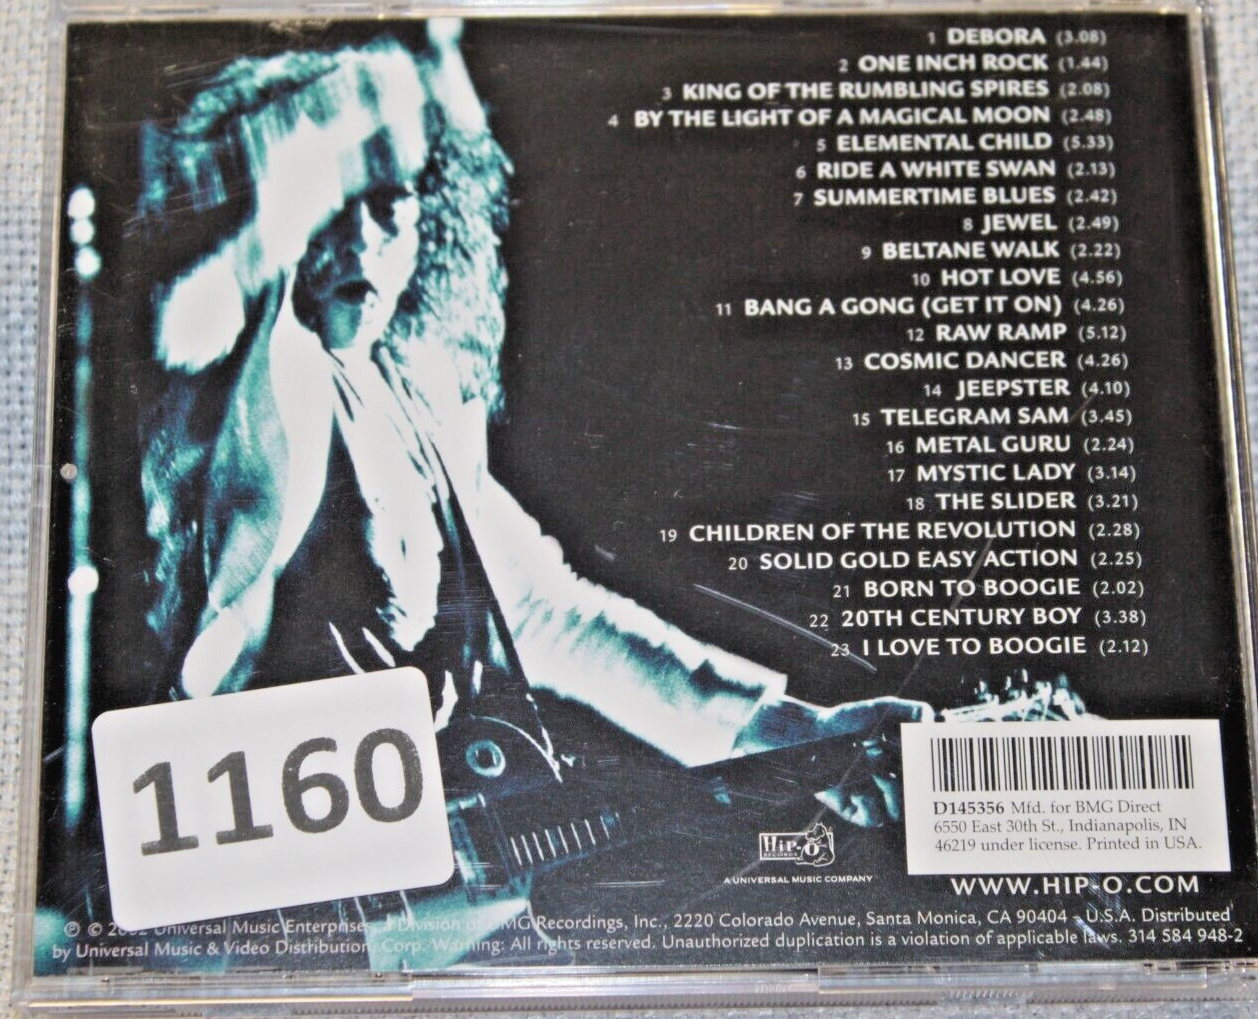 1 DEBORA (3.08)
2 ONE INCH ROCK (1.44)
3 KING OF THE RUMBLING SPIRES (2.08)
4 BY THE LIGHT OF A MAGICAL MOON (2.48)
5 ELEMENTAL CHILD (5.33)
6 RIDE A WHITE SWAN (2.13)
7 SUMMERTIME BLUES (2.42)
8 JEWEL (2.49)
9 BELTANE WALK (2.22)
10 HOT LOVE (4.56)
11 BANG A GONG (GET IT ON) (4.26)
12 RAW RAMP (5.12)
13 COSMIC DANCER (4.26)
14 JEEPSTER (4.10)
15 TELEGRAM SAM (3.45)
16 METAL GURU (2.24)
17 MYSTIC LADY (3.14)
18 THE SLIDER (3.21)
19 CHILDREN OF THE REVOLUTION (2.28)
20 SOLID GOLD EASY ACTION (2.25)
21 BORN TO BOOGIE (2.02)
22 20TH CENTURY BOY (3.38)
23 I LOVE TO BOOGIE (2.12)
1160
D145356 Mfd. for BMG Direct
6550 East 30th St., Indianapolis, IN
46219 under license. Printed in USA.
HIP-O
RECORDS
A UNIVERSAL MUSIC COMPANY
WWW.HIP-O.COM
℗ © 2002 Universal Music Enterprises, a Division of UMG Recordings, Inc., 2220 Colorado Avenue, Santa Monica, CA 90404 – U.S.A. Distributed
by Universal Music & Video Distribution, Corp. Warning: All rights reserved. Unauthorized duplication is a violation of applicable laws. 314 584 948-2